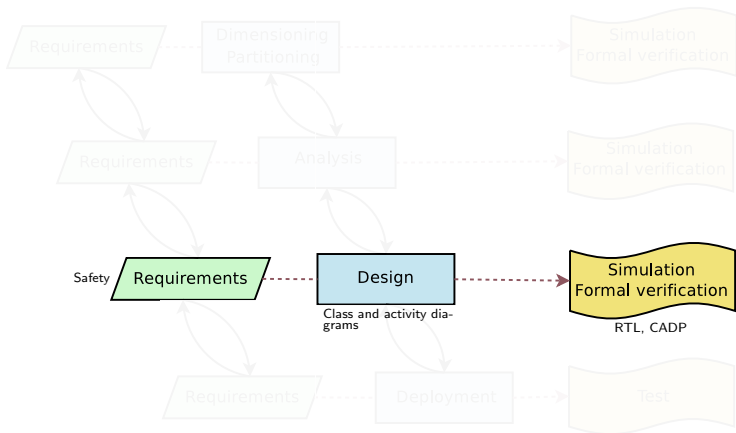 Requirements
Dimensioning
Partitioning
Simulation
Formal verification
Requirements
Analysis
Simulation
Formal verification
Safety
Requirements
Design
Simulation
Formal verification
Class and activity dia-
grams
RTL, CADP
Requirements
Deployment
Test